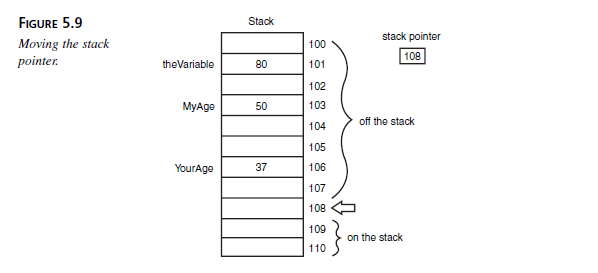 FIGURE 5.9
Moving the stack
pointer.
Stack
stack pointer
108
100
theVariable 80 101
102
MyAge 50 103
104
off the stack
105
YourAge 37 106
107
108
109
on the stack
110